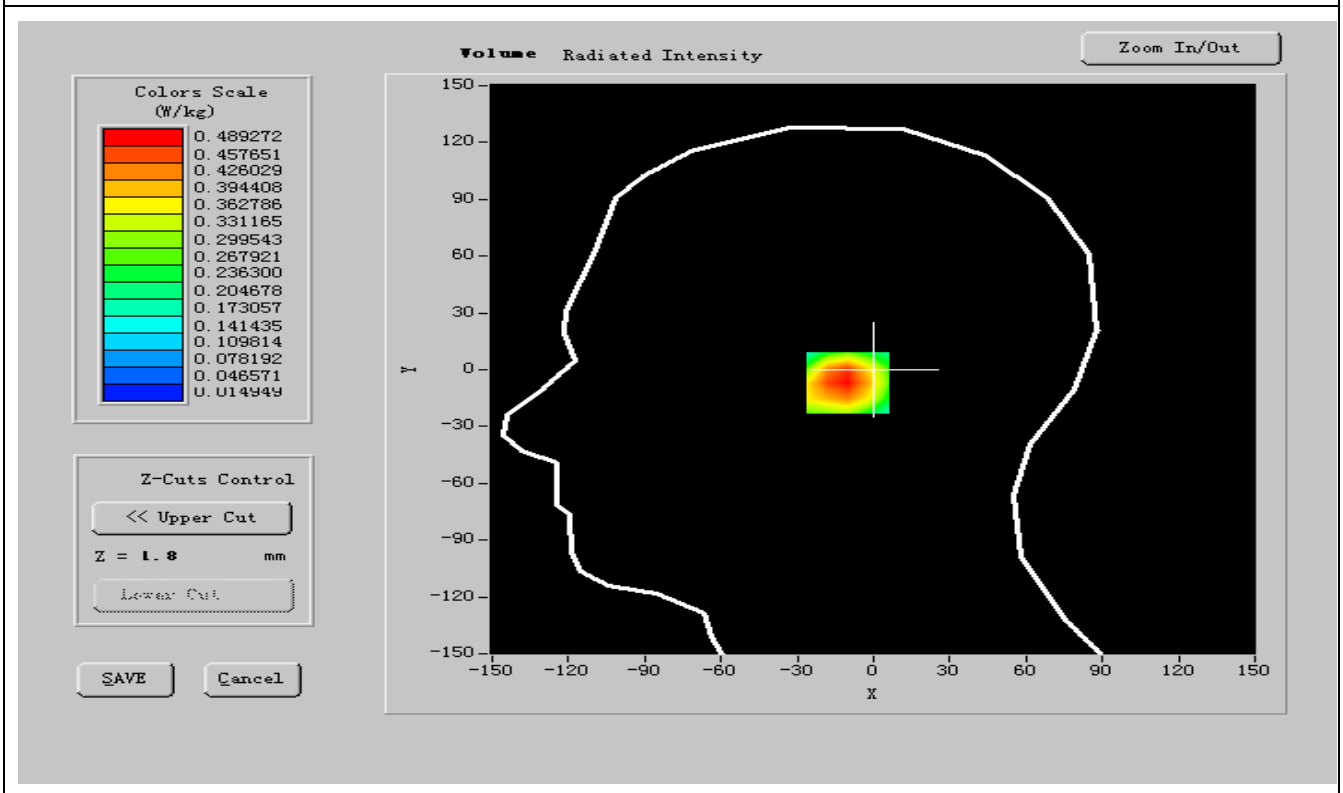 Volume Radiated Intensity
Zoom In/Out
Colors Scale
(W/kg)
0.489272
0.457651
0.426029
0.394408
0.362786
0.331165
0.299543
0.267921
0.236300
0.204678
0.173057
0.141435
0.109814
0.078192
0.046571
0.014949
Z-Cuts Control
<< Upper Cut
Z = 1.8 mm
Lower Cut
SAVE
Cancel
150
120
90
60
30
0
-30
-60
-90
-120
-150
Y
-150 -120 -90 -60 -30 0 30 60 90 120 150
X